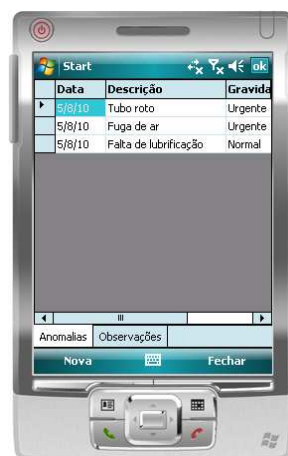 Start ok
Data Descrição Gravida
5/8/10 Tubo roto Urgente
5/8/10 Fuga de ar Urgente
5/8/10 Falta de lubrificação Normal
Anomalias Observações
Nova Fechar